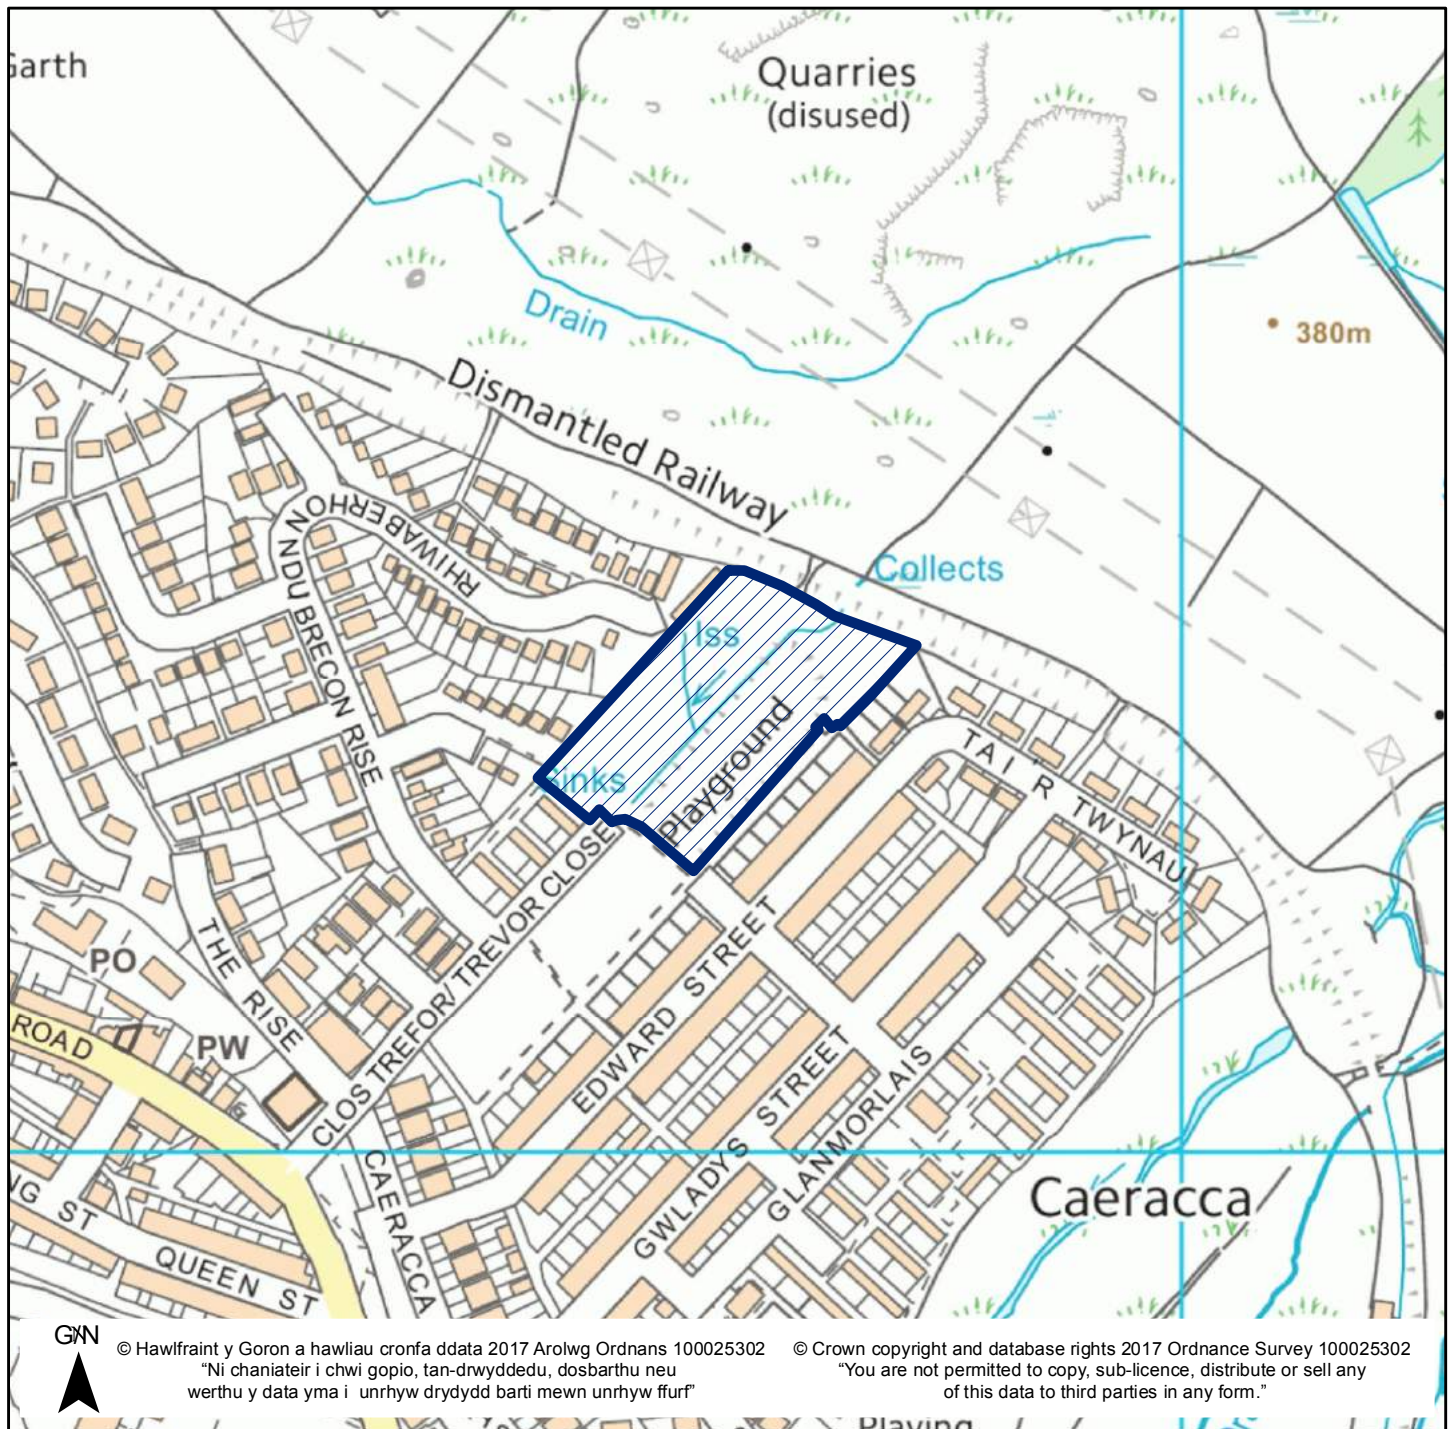 Quarries
(disused)
Drain
380m
Dismantled Railway
Collects
RHIWABERHONNDU
BRECON RISE
Iss
Playground
TAI'R TWYNAU
THE RISE
PO
PW
ROAD
CLOS TREFOR/TREVOR CLOSE
EDWARD STREET
GWLADYS STREET
GLANMORLAIS
CAERACCA
Caeracca
QUEEN ST
ST
© Hawlfraint y Goron a hawliau cronfa ddata 2017 Arolwg Ordnans 100025302
“Ni chaniateir i chwi gopio, tan-drwyddedu, dosbarthu neu
werthu y data yma i unrhyw drydydd barti mewn unrhyw ffurf”
© Crown copyright and database rights 2017 Ordnance Survey 100025302
“You are not permitted to copy, sub-licence, distribute or sell any
of this data to third parties in any form.”